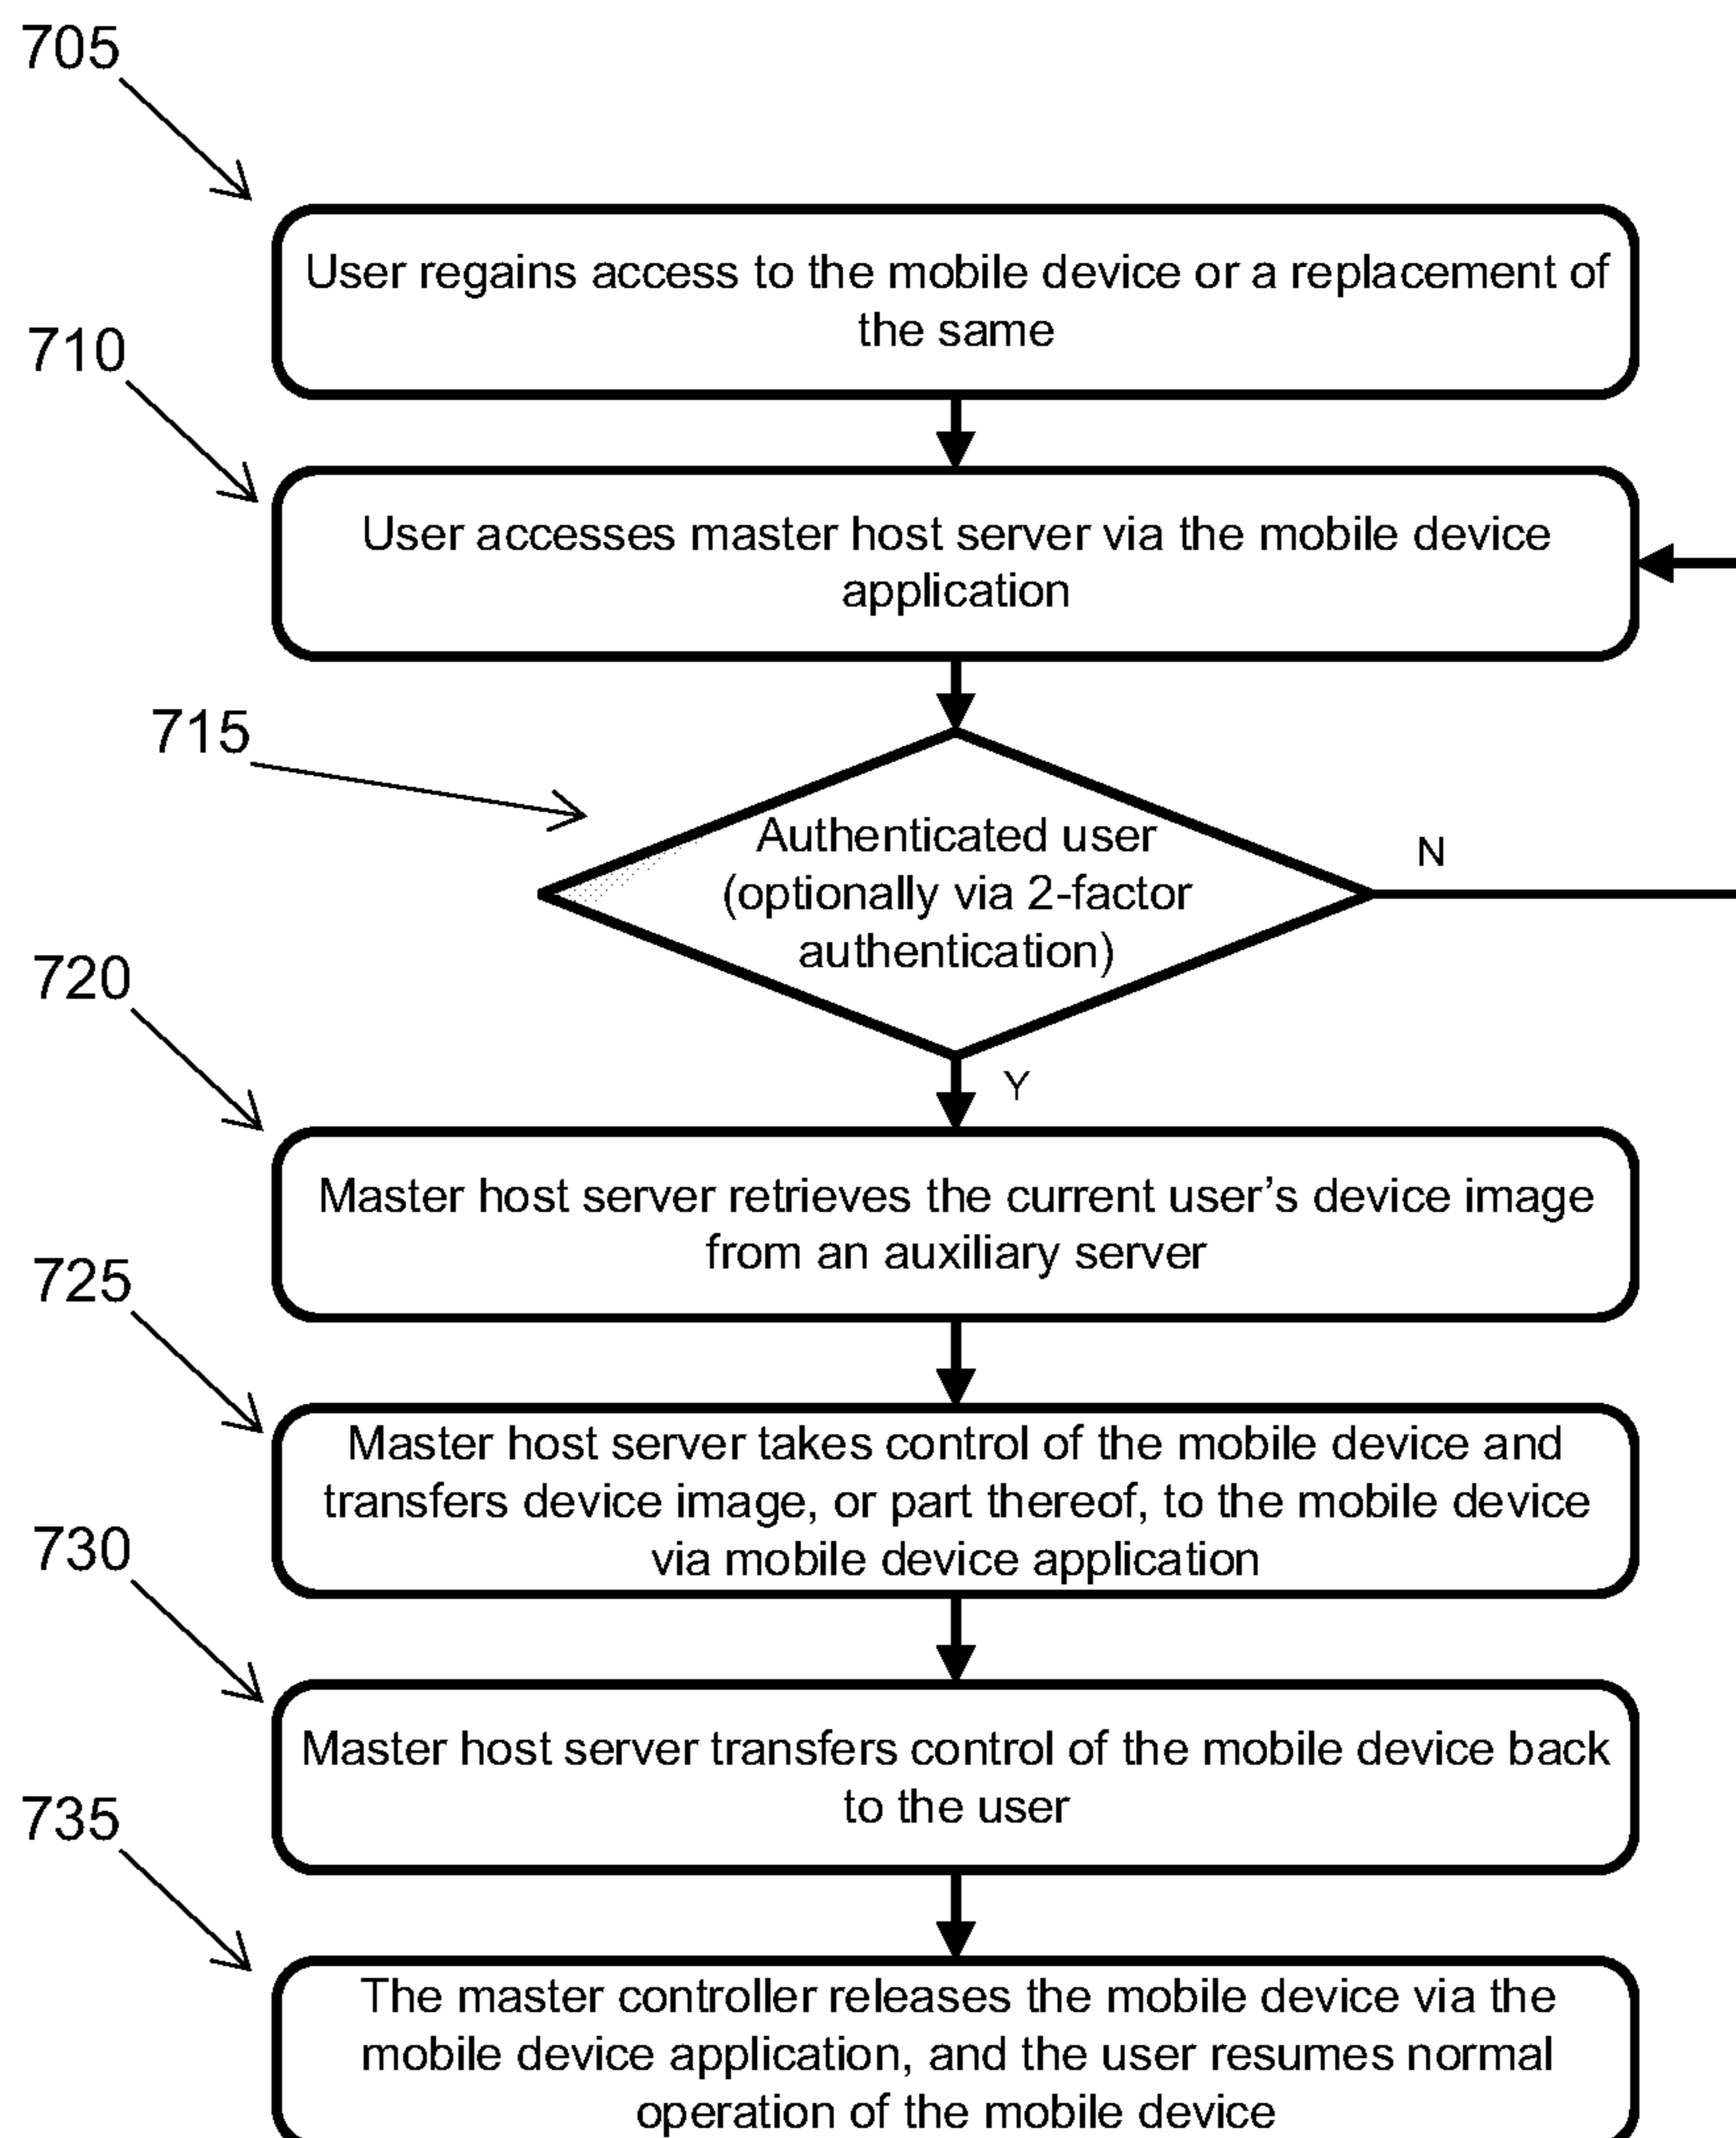 705
User regains access to the mobile device or a replacement of
the same
710
User accesses master host server via the mobile device
application
715
Authenticated user
(optionally via 2-factor
authentication)
N
Y
720
Master host server retrieves the current user’s device image
from an auxiliary server
725
Master host server takes control of the mobile device and
transfers device image, or part thereof, to the mobile device
via mobile device application
730
Master host server transfers control of the mobile device back
to the user
735
The master controller releases the mobile device via the
mobile device application, and the user resumes normal
operation of the mobile device